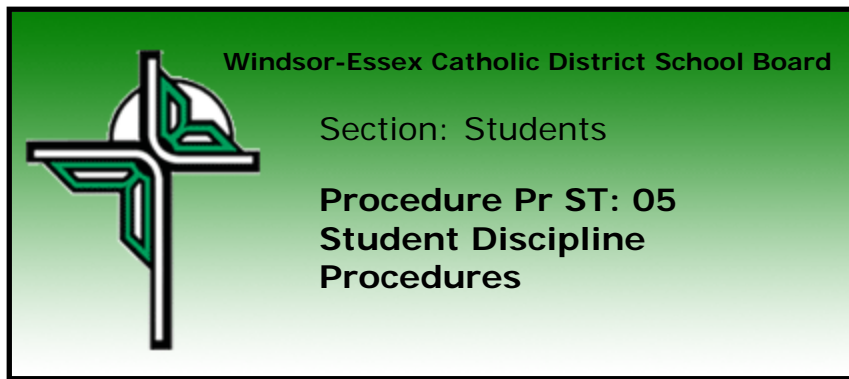 Windsor-Essex Catholic District School Board
Section: Students
Procedure Pr ST: 05
Student Discipline
Procedures